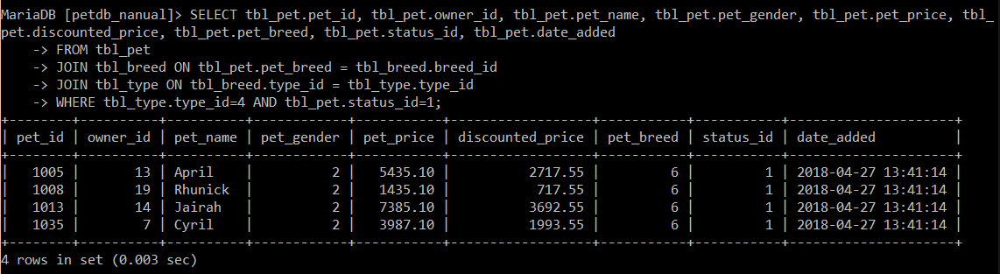 MariaDB [petdb_nanual]> SELECT tbl_pet.pet_id, tbl_pet.owner_id, tbl_pet.pet_name, tbl_pet.pet_gender, tbl_pet.pet_price, tbl_
pet.discounted_price, tbl_pet.pet_breed, tbl_pet.status_id, tbl_pet.date_added
    -> FROM tbl_pet
    -> JOIN tbl_breed ON tbl_pet.pet_breed = tbl_breed.breed_id
    -> JOIN tbl_type ON tbl_breed.type_id = tbl_type.type_id
    -> WHERE tbl_type.type_id=4 AND tbl_pet.status_id=1;
+--------+----------+----------+------------+-----------+------------------+-----------+-----------+---------------------+
| pet_id | owner_id | pet_name | pet_gender | pet_price | discounted_price | pet_breed | status_id | date_added          |
+--------+----------+----------+------------+-----------+------------------+-----------+-----------+---------------------+
|   1005 |       13 | April    |          2 |   5435.10 |          2717.55 |         6 |         1 | 2018-04-27 13:41:14 |
|   1008 |       19 | Rhunick  |          2 |   1435.10 |           717.55 |         6 |         1 | 2018-04-27 13:41:14 |
|   1013 |       14 | Jairah   |          2 |   7385.10 |          3692.55 |         6 |         1 | 2018-04-27 13:41:14 |
|   1035 |        7 | Cyril    |          2 |   3987.10 |          1993.55 |         6 |         1 | 2018-04-27 13:41:14 |
+--------+----------+----------+------------+-----------+------------------+-----------+-----------+---------------------+
4 rows in set (0.003 sec)